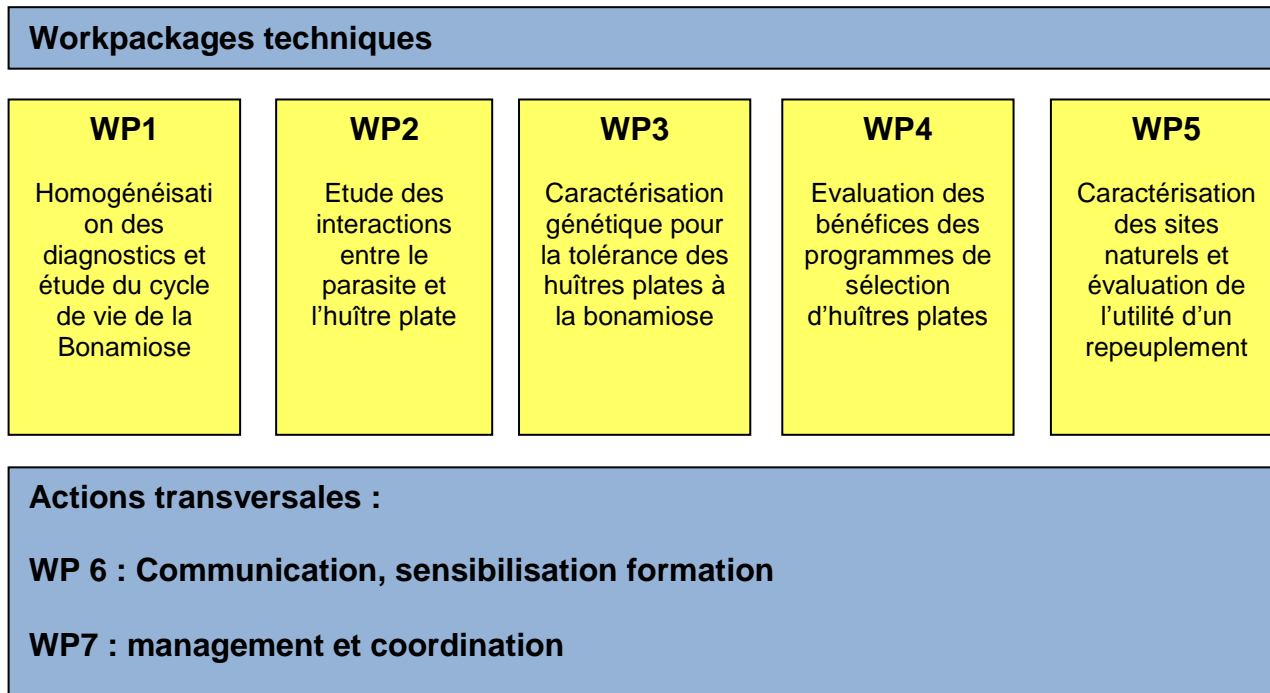 Workpackages techniques
WP1
Homogénéisati
on des
diagnostics et
étude du cycle
de vie de la
Bonamiose
WP2
Etude des
interactions
entre le
parasite et
l’huître plate
WP3
Caractérisation
génétique pour
la tolérance des
huîtres plates à
la bonamiose
WP4
Evaluation des
bénéfices des
programmes de
sélection
d’huîtres plates
WP5
Caractérisation
des sites
naturels et
évaluation de
l’utilité d’un
repeuplement
Actions transversales :
WP 6 : Communication, sensibilisation formation
WP7 : management et coordination